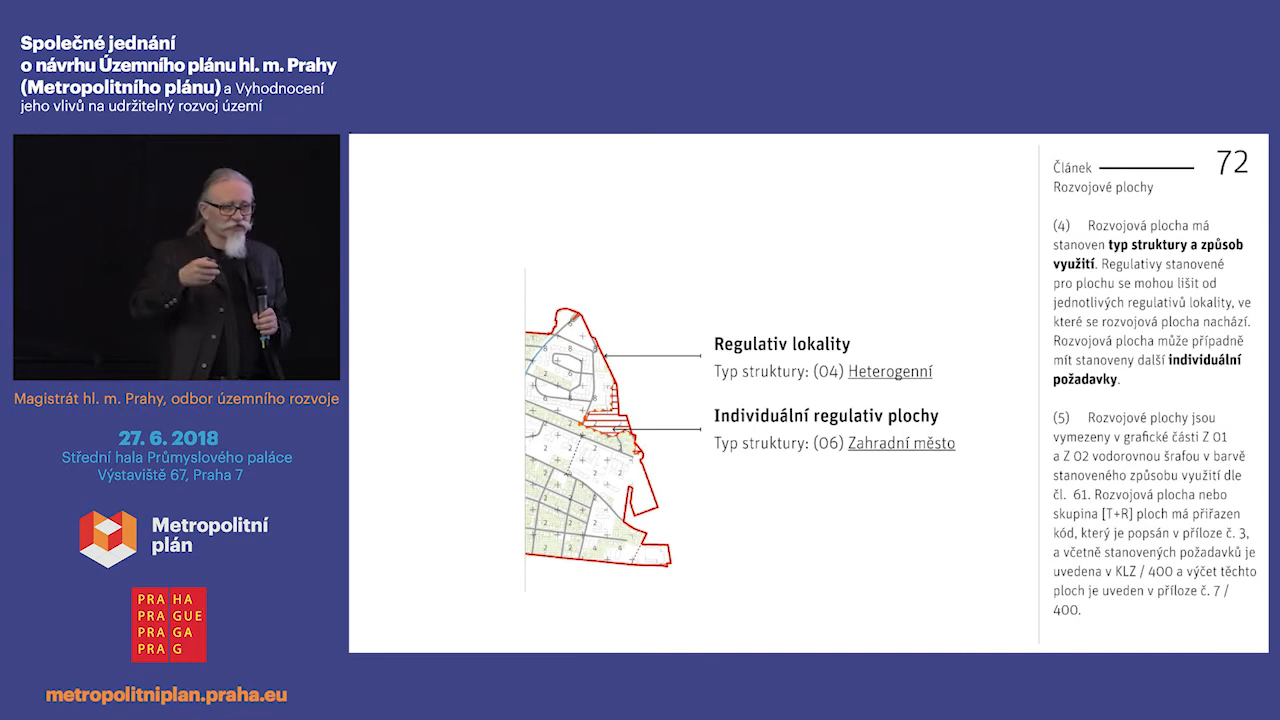 Společné jednání
o návrhu Územního plánu hl. m. Prahy
(Metropolitního plánu) a Vyhodnocení
jeho vlivů na udržitelný rozvoj území
Magistrát hl. m. Prahy, odbor územního rozvoje
27. 6. 2018
Střední hala Průmyslového paláce
Výstaviště 67, Praha 7
Metropolitní
plán
PRA HA
PRA GUE
PRA GA
PRA G
metropolitniplan.praha.eu
Regulativ lokality
Typ struktury: (04) Heterogenní
Individuální regulativ plochy
Typ struktury: (06) Zahradní město
Článek 72
Rozvojové plochy
(4) Rozvojová plocha má
stanoven typ struktury a způsob
využití. Regulativy stanovené
pro plochu se mohou lišit od
jednotlivých regulativů lokality, ve
které se rozvojová plocha nachází.
Rozvojová plocha může případně
mít stanoveny další individuální
požadavky.
(5) Rozvojové plochy jsou
vymezeny v grafické části Z 01
a Z 02 vodorovnou šrafou v barvě
stanoveného způsobu využití dle
čl. 61. Rozvojová plocha nebo
skupina [T+R] ploch má přiřazen
kód, který je popsán v příloze č. 3,
a včetně stanovených požadavků je
uvedena v KLZ / 400 a výčet těchto
ploch je uveden v příloze č. 7 /
400.